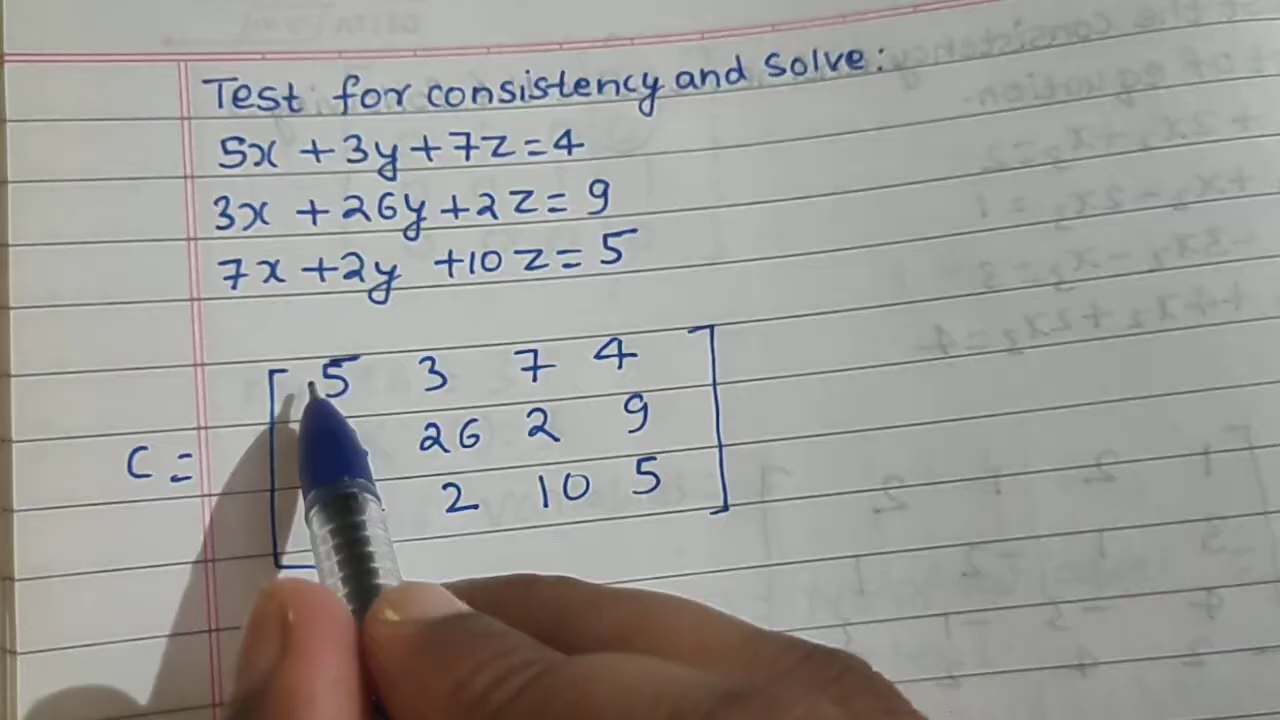 Test for consistency and solve:
5x + 3y + 7z = 4
3x + 26y + 2z = 9
7x + 2y + 10z = 5
5 3 7 4
C = 26 2 9
2 10 5